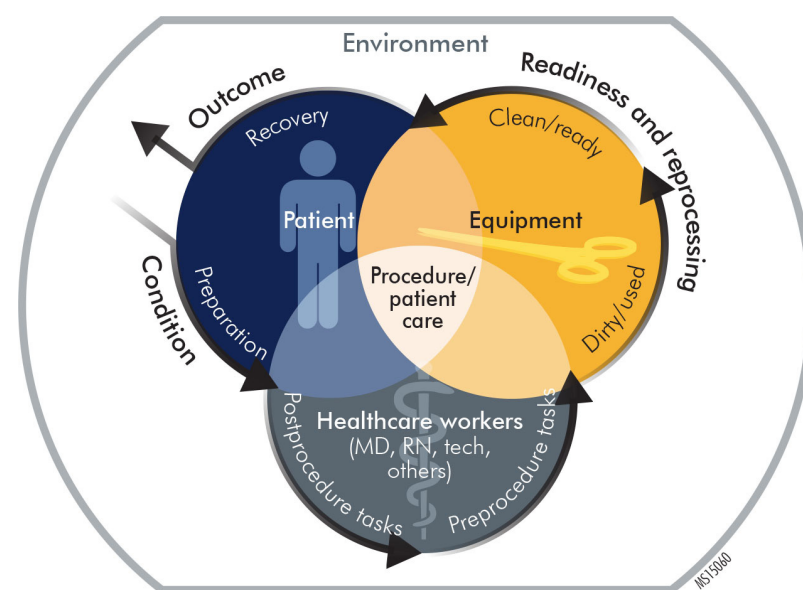 Environment
Outcome
Readiness and reprocessing
Recovery
Clean/ready
Patient
Equipment
Procedure/
patient
care
Condition
Preparation
Dirty/used
Healthcare workers
(MD, RN, tech,
others)
Postprocedure tasks
Preprocedure tasks
MS15060